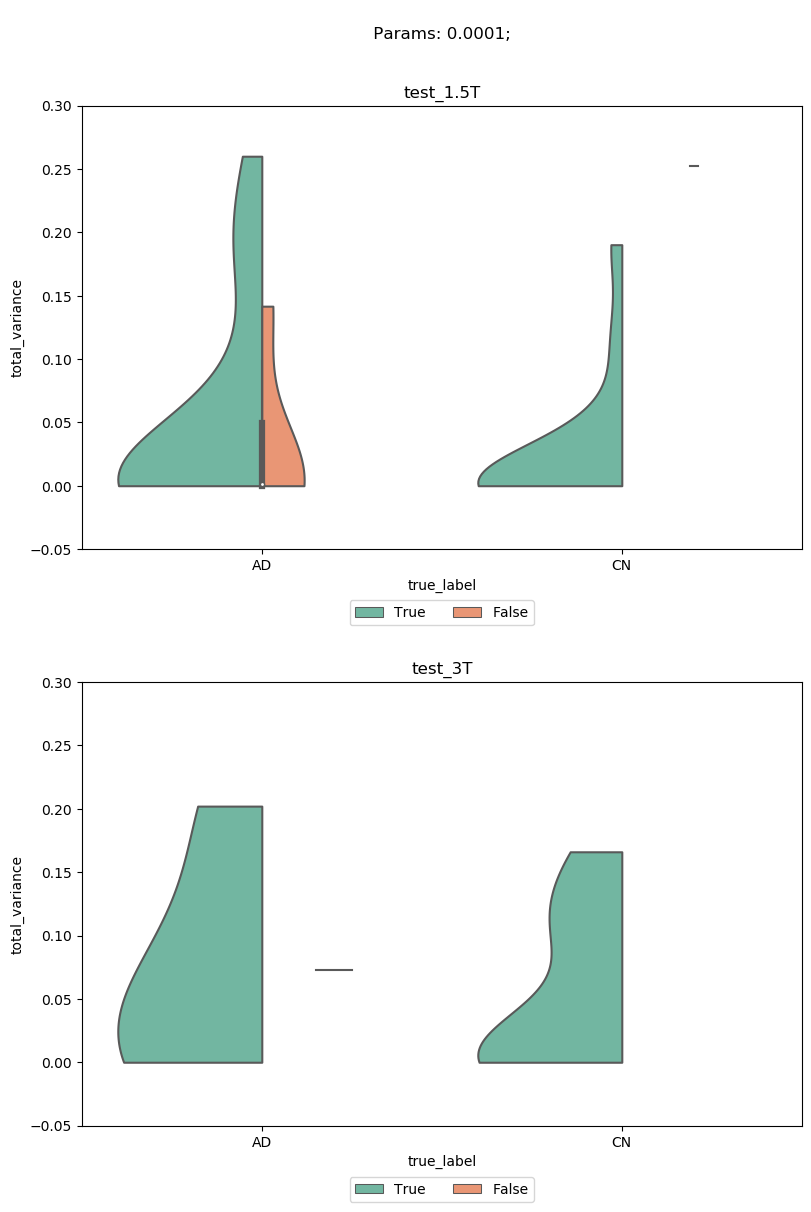 Params: 0.0001;
test_1.5T
0.30
0.25
0.20
0.15
0.10
0.05
0.00
−0.05
total_variance
AD CN
true_label
True False
test_3T
0.30
0.25
0.20
0.15
0.10
0.05
0.00
−0.05
total_variance
AD CN
true_label
True False